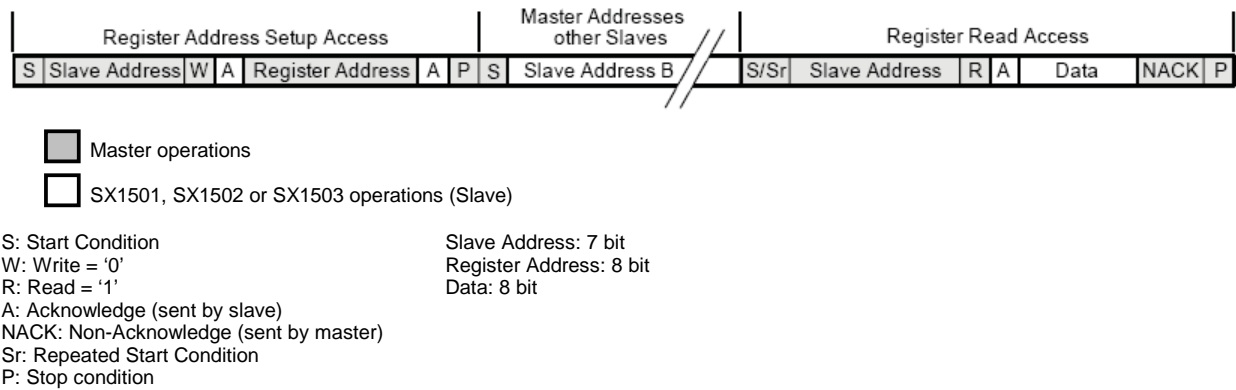 Register Address Setup Access
Master Addresses
other Slaves
Register Read Access
S Slave Address W A Register Address A P S Slave Address B S/Sr Slave Address R A Data NACK P
Master operations
SX1501, SX1502 or SX1503 operations (Slave)
S: Start Condition
W: Write = ‘0’
R: Read = ‘1’
A: Acknowledge (sent by slave)
NACK: Non-Acknowledge (sent by master)
Sr: Repeated Start Condition
P: Stop condition
Slave Address: 7 bit
Register Address: 8 bit
Data: 8 bit